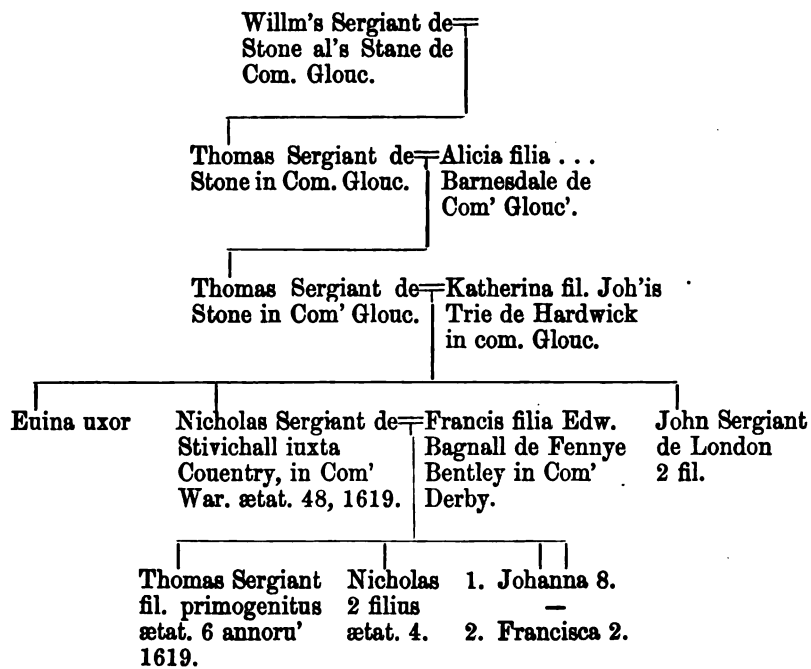 Willm's Sergiant de
Stone al's Stane de
Com. Glouc.
Thomas Sergiant de
Stone in Com. Glouc.
Alicia filia . . .
Barnesdale de
Com' Glouc'.
Thomas Sergiant de
Stone in Com' Glouc.
Katherina fil. Joh'is
Trie de Hardwick
in com. Glouc.
Euina uxor
Nicholas Sergiant de
Stivichall iuxta
Couentry, in Com'
War. ætat. 48, 1619.
Francis filia Edw.
Bagnall de Fennye
Bentley in Com'
Derby.
John Sergiant
de London
2 fil.
Thomas Sergiant
fil. primogenitus
ætat. 6 annoru'
1619.
Nicholas
2 filius
ætat. 4.
1. Johanna 8.
—
2. Francisca 2.